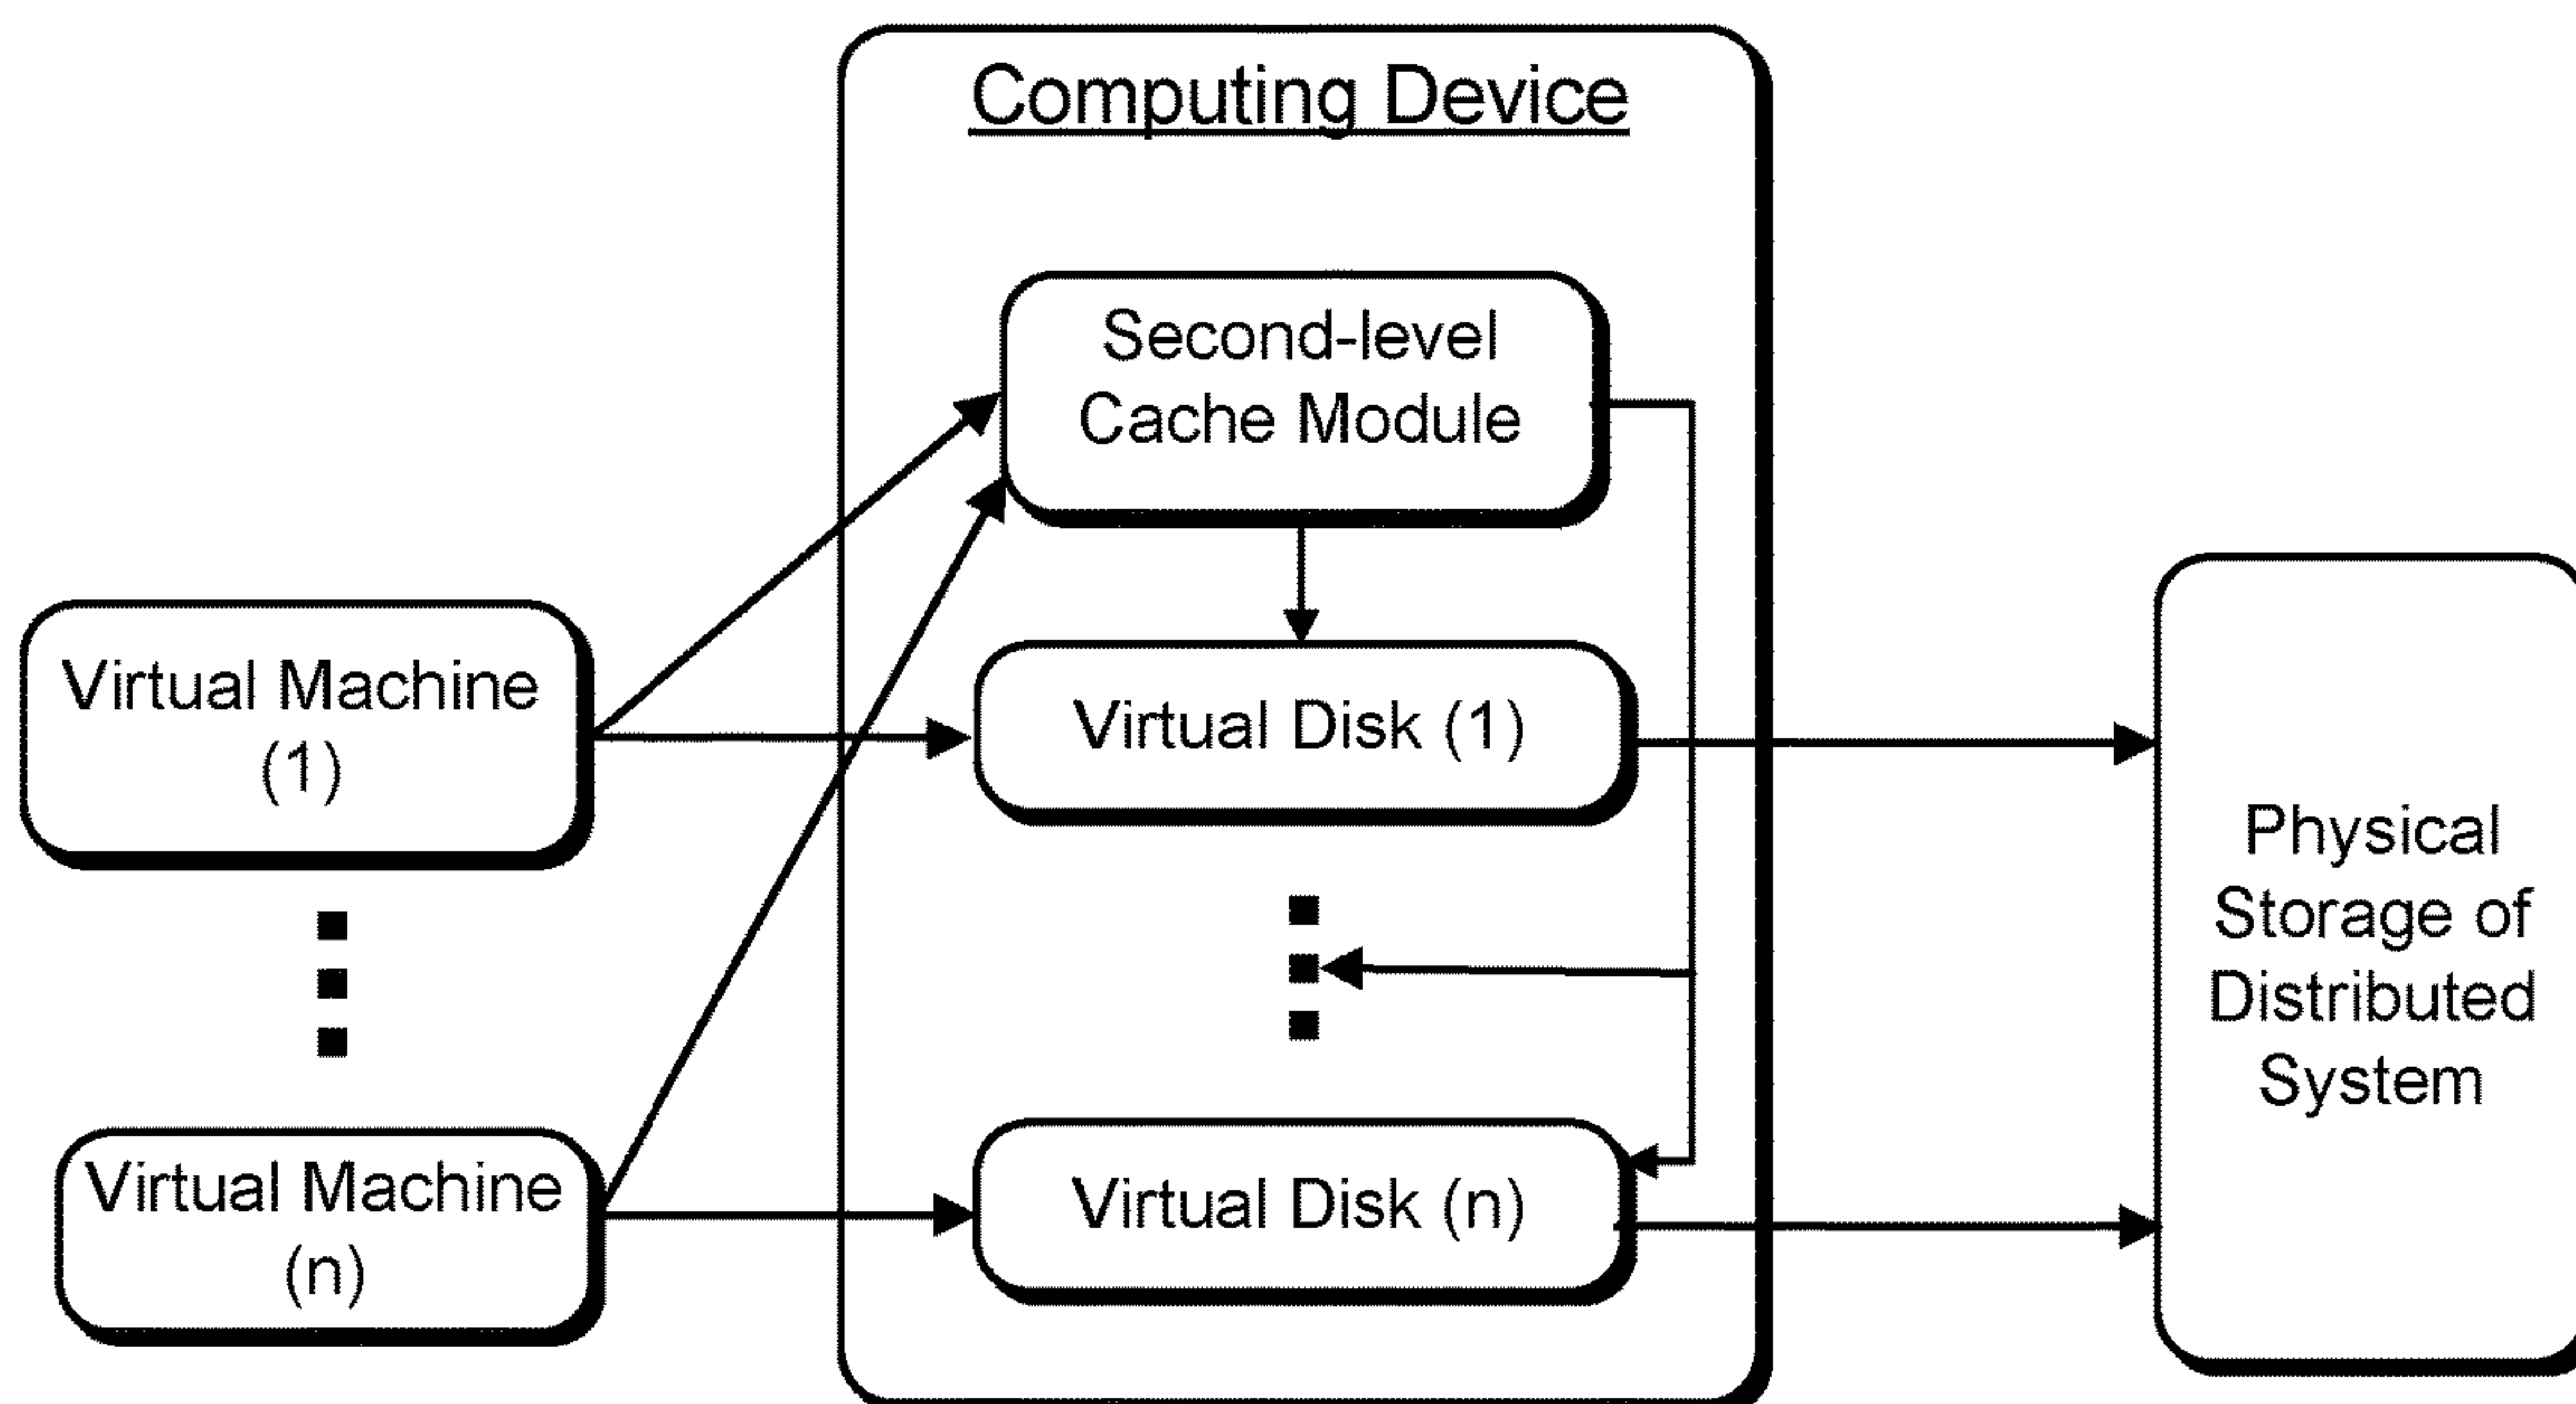 Computing Device
Second-level
Cache Module
Virtual Machine
(1)
Virtual Disk (1)
Physical
Storage of
Distributed
System
Virtual Machine
(n)
Virtual Disk (n)